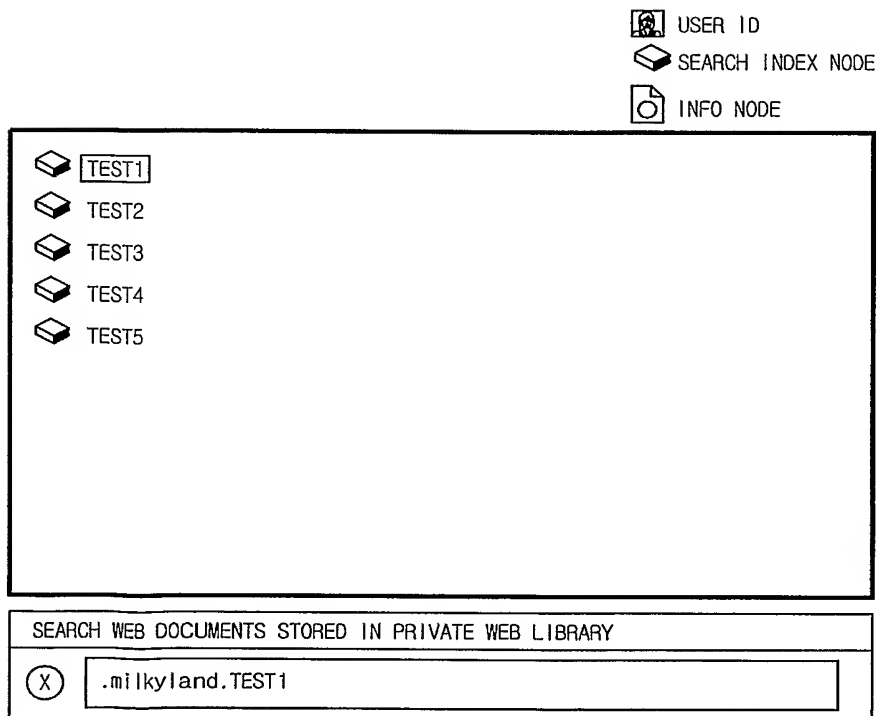 USER ID
SEARCH INDEX NODE
INFO NODE
TEST1
TEST2
TEST3
TEST4
TEST5
SEARCH WEB DOCUMENTS STORED IN PRIVATE WEB LIBRARY
X .milkyland.TEST1